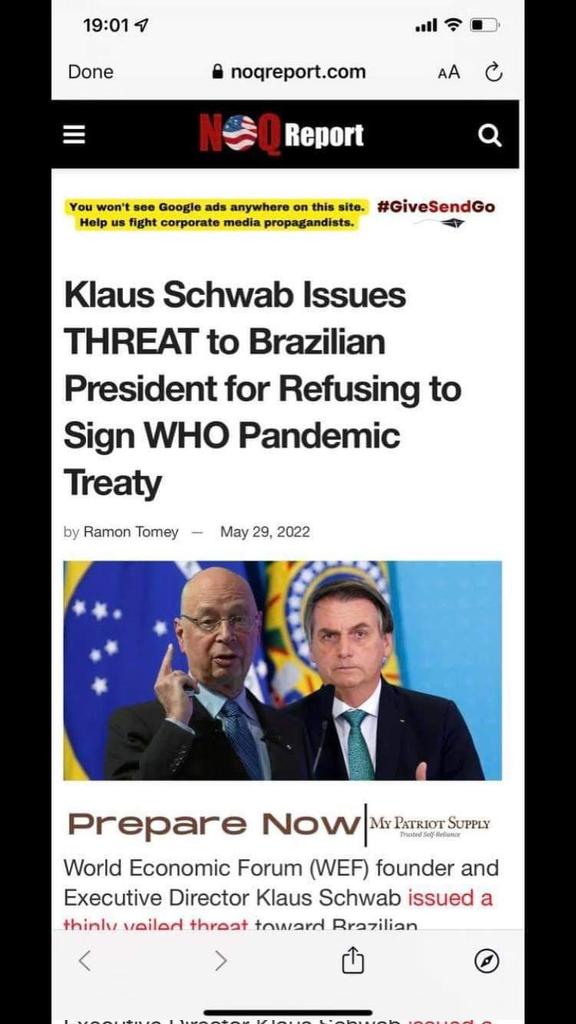 19:01
Done
noqreport.com
AA
NOQ Report
You won't see Google ads anywhere on this site.
Help us fight corporate media propagandists.
#GiveSendGo
Klaus Schwab Issues
THREAT to Brazilian
President for Refusing to
Sign WHO Pandemic
Treaty
by Ramon Tomey — May 29, 2022
Prepare Now
MY PATRIOT SUPPLY
Trusted Self-Reliance
World Economic Forum (WEF) founder and
Executive Director Klaus Schwab issued a
thinly veiled threat toward Brazilian
Executive Director Klaus Schwab issued a